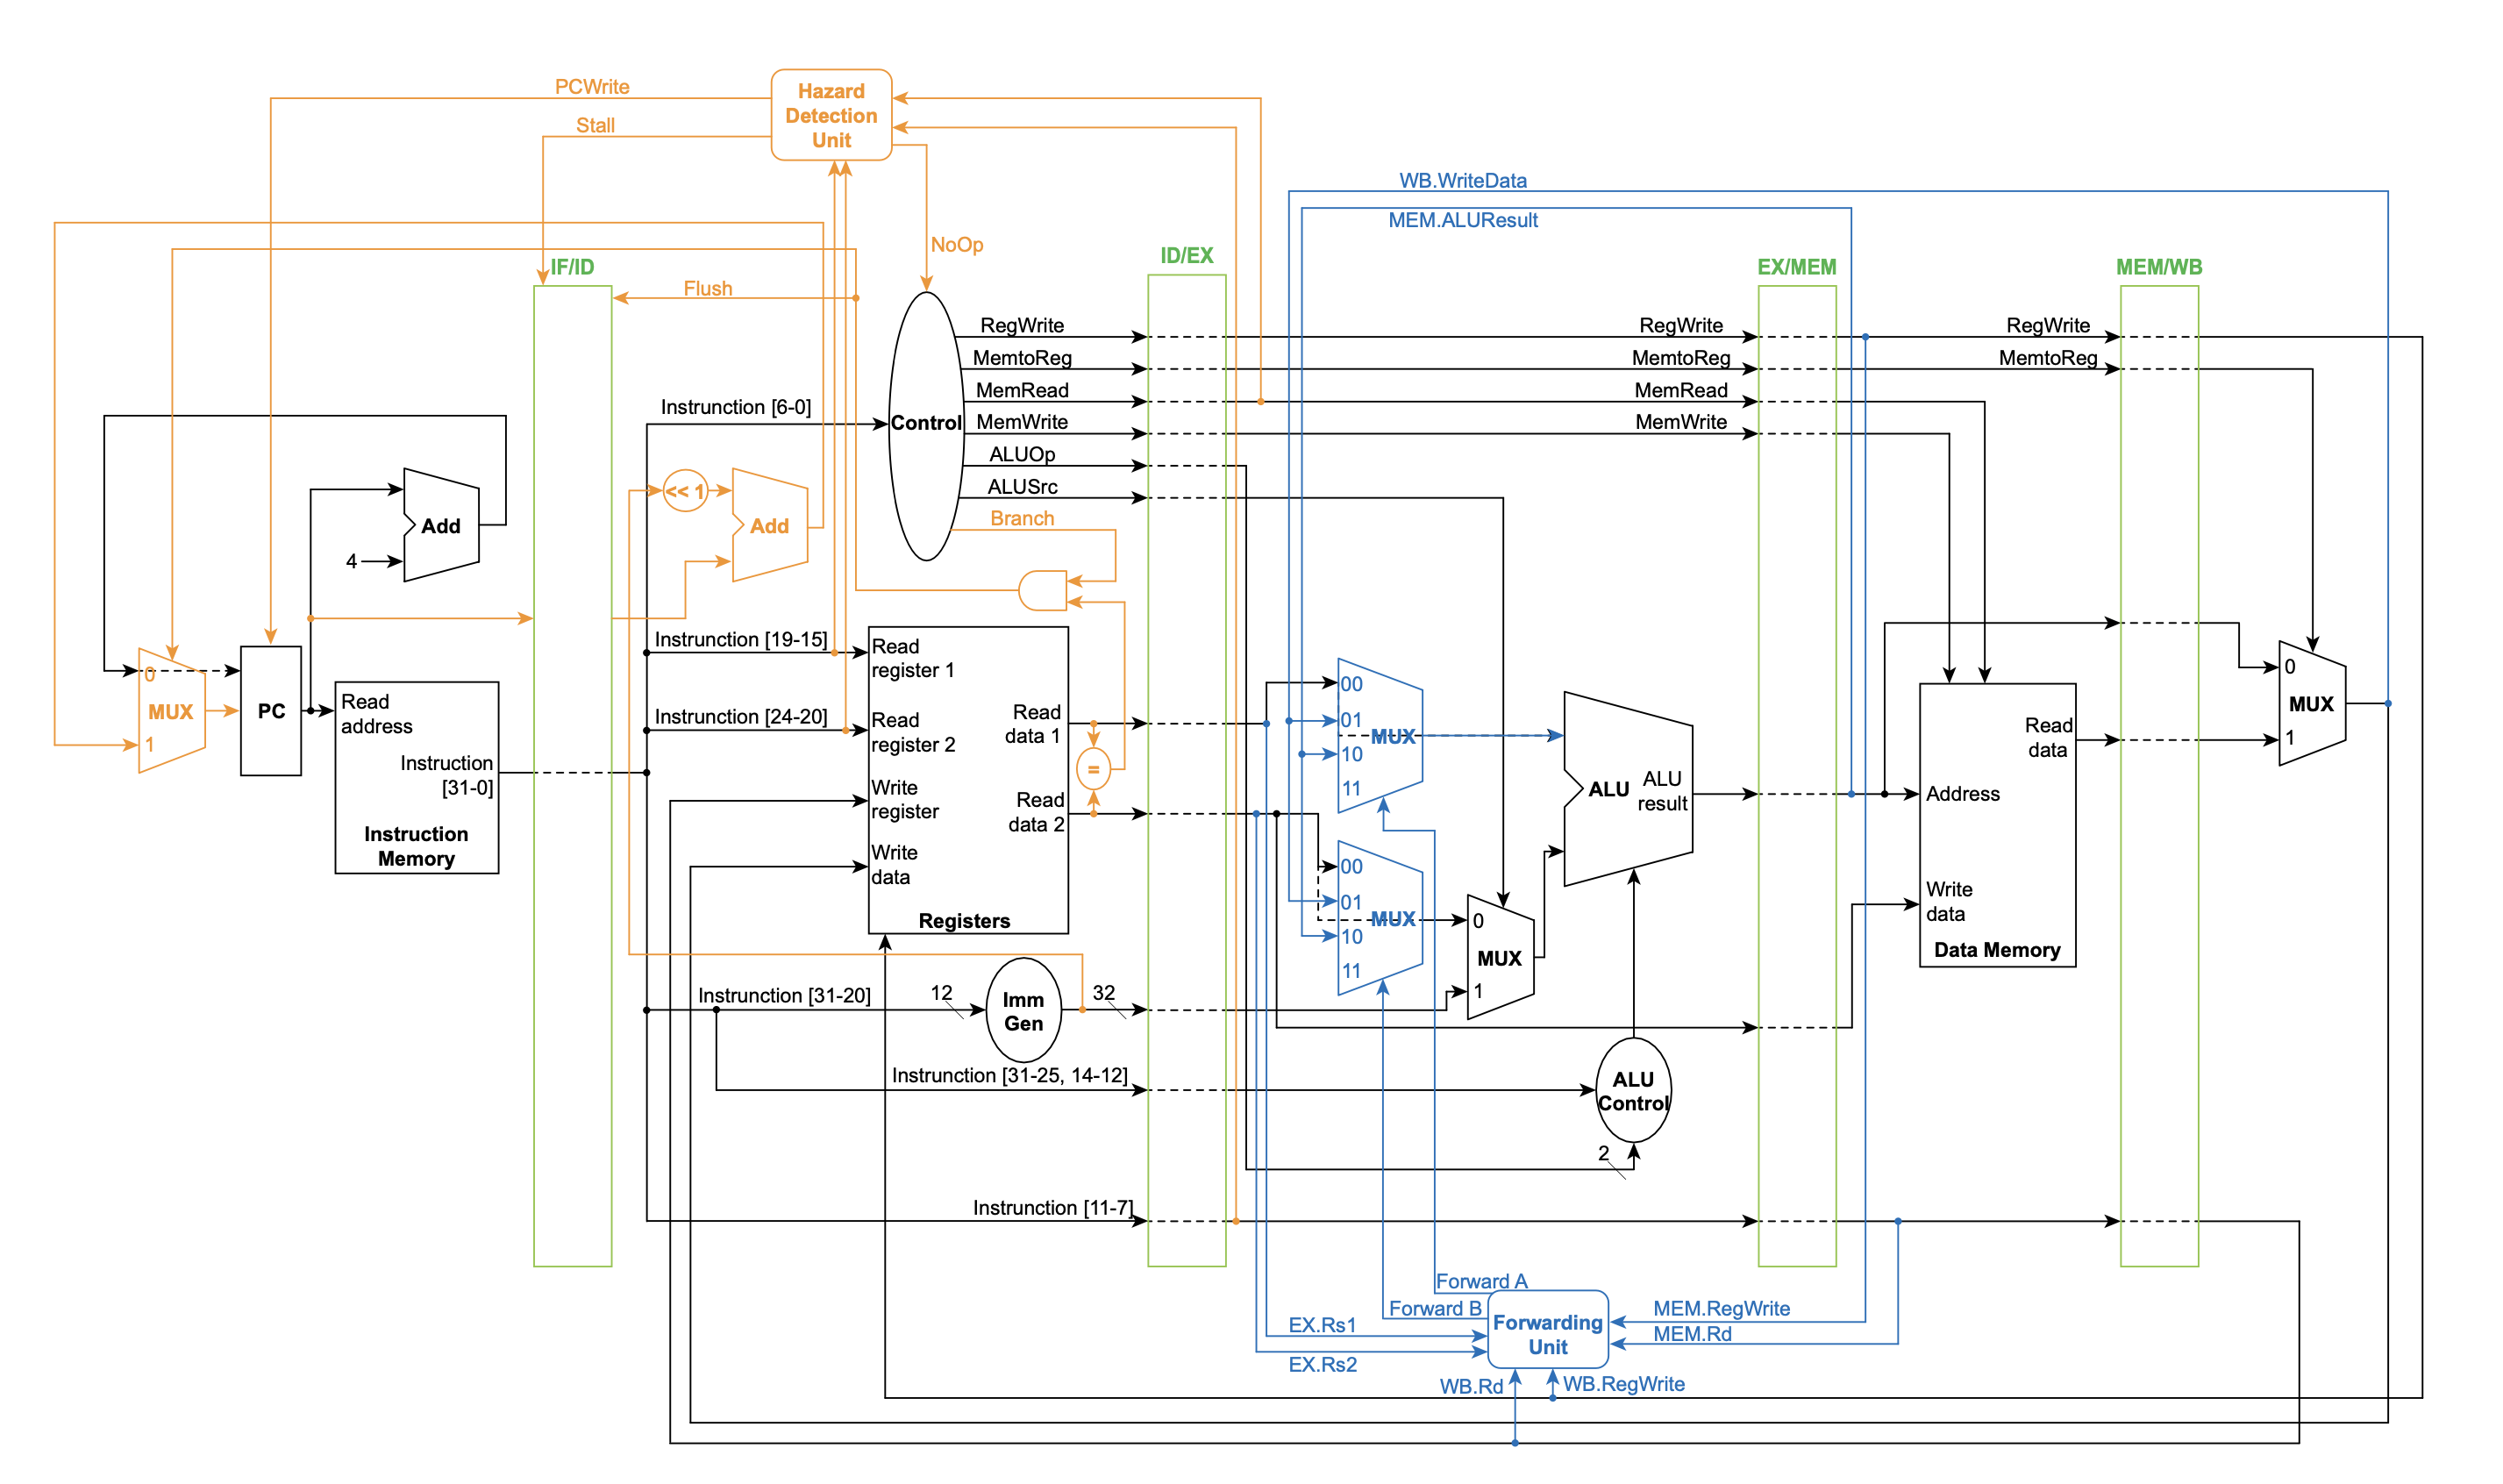 Hazard
Detection
Unit
PCWrite
Stall
NoOp
WB.WriteData
MEM.ALUResult
IF/ID
ID/EX
EX/MEM
MEM/WB
Flush
RegWrite
RegWrite
RegWrite
MemtoReg
MemtoReg
MemtoReg
MemRead
MemRead
MemWrite
MemWrite
ALUOp
ALUSrc
Branch
Instrunction [6-0]
Control
<< 1
Add
Add
4
0
MUX
1
PC
Read
address
Instruction
[31-0]
Instruction
Memory
Instrunction [19-15]
Instrunction [24-20]
Read
register 1
Read
register 2
Write
register
Write
data
Read
data 1
Read
data 2
Registers
=
00
01
MUX
10
11
00
01
MUX
10
11
0
MUX
1
ALU
ALU
result
Address
Read
data
Write
data
Data Memory
0
MUX
1
Instrunction [31-20]
12
Imm
Gen
32
Instrunction [31-25, 14-12]
ALU
Control
2
Instrunction [11-7]
Forward A
Forward B
Forwarding
Unit
EX.Rs1
EX.Rs2
MEM.RegWrite
MEM.Rd
WB.Rd
WB.RegWrite